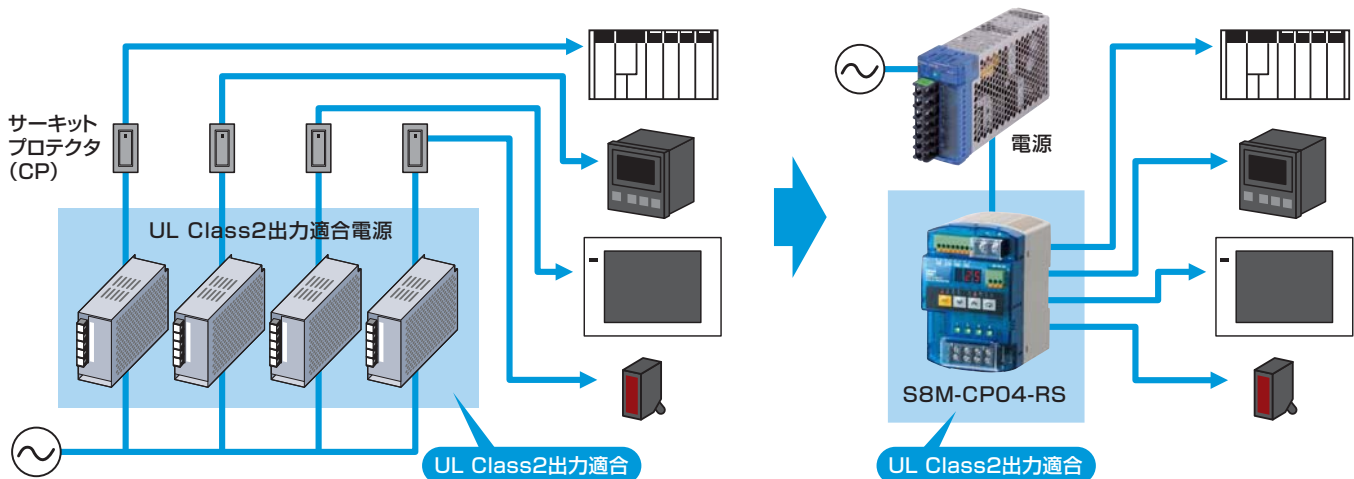 サーキット
プロテクタ
(CP)
UL Class2出力適合電源
UL Class2出力適合
電源
S8M-CP04-RS
UL Class2出力適合